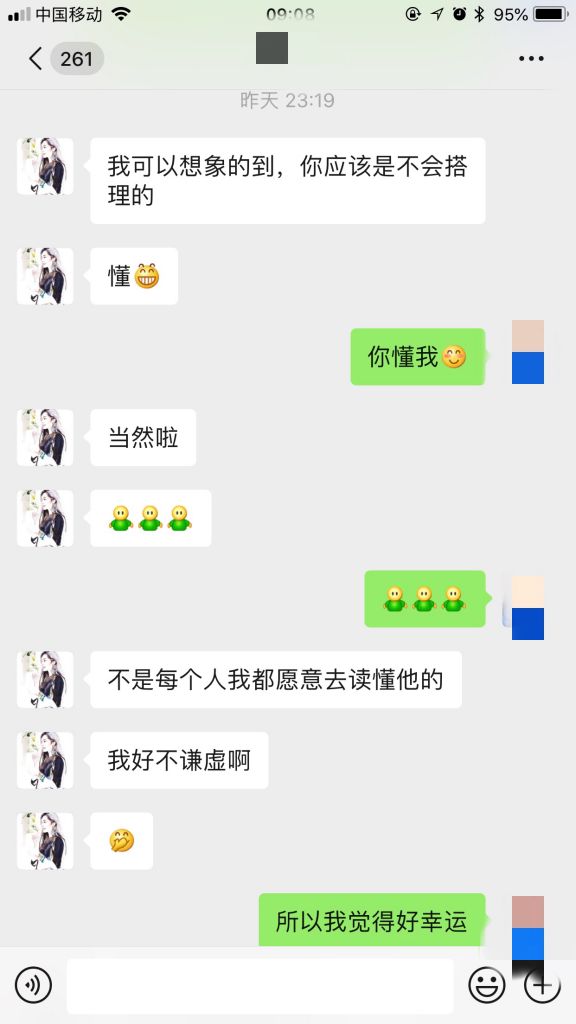 中国移动 09:08 95%
261
昨天 23:19
我可以想象的到，你应该是不会搭
理的
懂😁
你懂我😊
当然啦
不是每个人我都愿意去读懂他的
我好不谦虚啊
所以我觉得好幸运